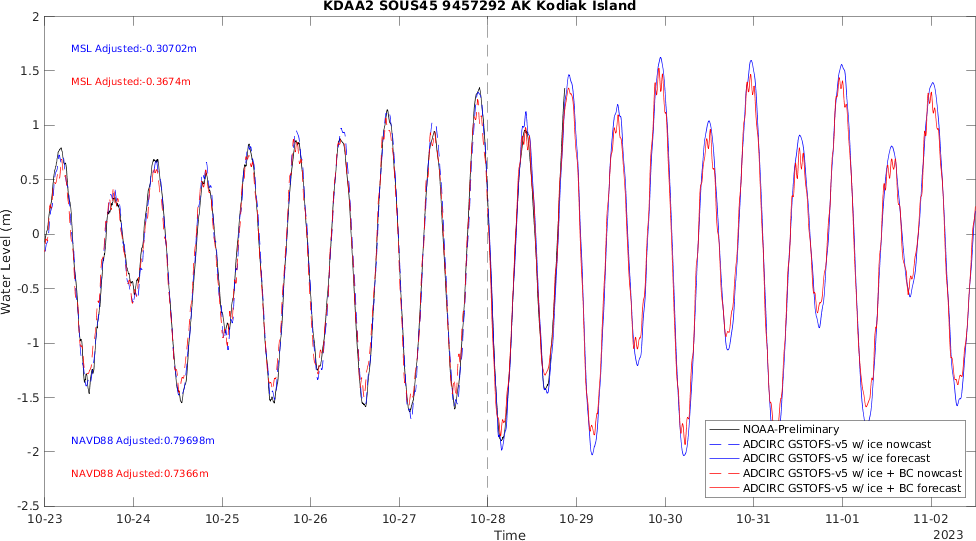 KDAA2 SOUS45 9457292 AK Kodiak Island
2
1.5
1
0.5
0
-0.5
-1
-1.5
-2
-2.5
Water Level (m)
MSL Adjusted:-0.30702m
MSL Adjusted:-0.3674m
NAVD88 Adjusted:0.79698m
NAVD88 Adjusted:0.7366m
NOAA-Preliminary
ADCIRC GSTOFS-v5 w/ ice nowcast
ADCIRC GSTOFS-v5 w/ ice forecast
ADCIRC GSTOFS-v5 w/ ice + BC nowcast
ADCIRC GSTOFS-v5 w/ ice + BC forecast
10-23 10-24 10-25 10-26 10-27 10-28 10-29 10-30 10-31 11-01 11-02
Time
2023